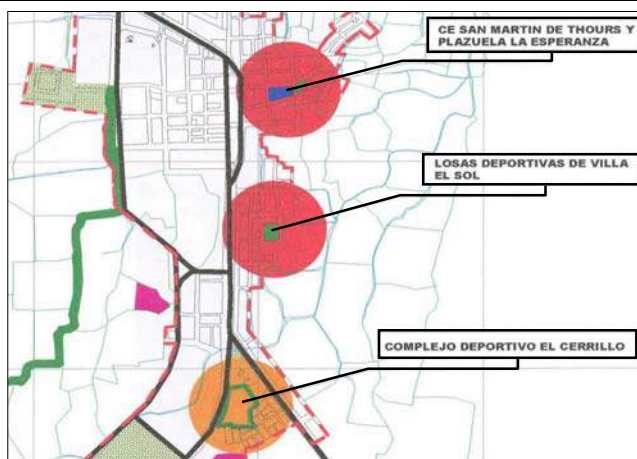 CE SAN MARTIN DE THOURS Y
PLAZUELA LA ESPERANZA
LOSAS DEPORTIVAS DE VILLA
EL SOL
COMPLEJO DEPORTIVO EL CERRILLO